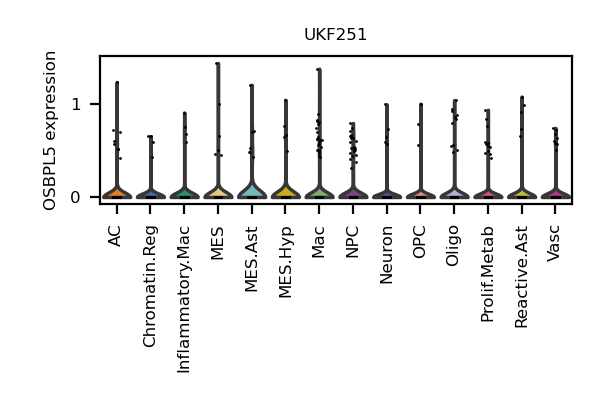 UKF251
OSBPL5 expression
1
0
AC
Chromatin.Reg
Inflammatory.Mac
MES
MES.Ast
MES.Hyp
Mac
NPC
Neuron
OPC
Oligo
Prolif.Metab
Reactive.Ast
Vasc